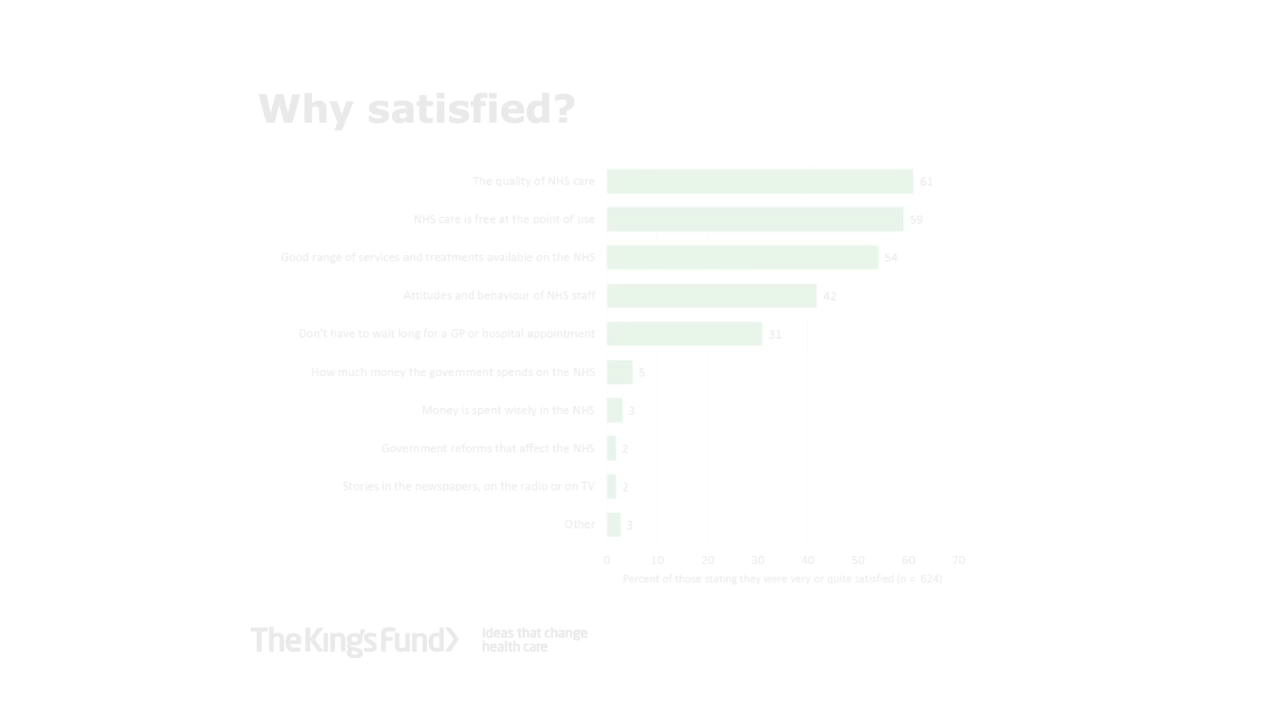 Why satisfied?
The quality of NHS care 61
NHS care is free at the point of use 59
Good range of services and treatments available on the NHS 54
Attitudes and behaviour of NHS staff 42
Don't have to wait long for a GP or hospital appointment 31
How much money the government spends on the NHS 5
Money is spent wisely in the NHS 3
Government reforms that affect the NHS 2
Stories in the newspapers, on the radio or on TV 2
Other 3
0 10 20 30 40 50 60 70
Percent of those stating they were very or quite satisfied (n = 624)
TheKing'sFund> Ideas that change
health care